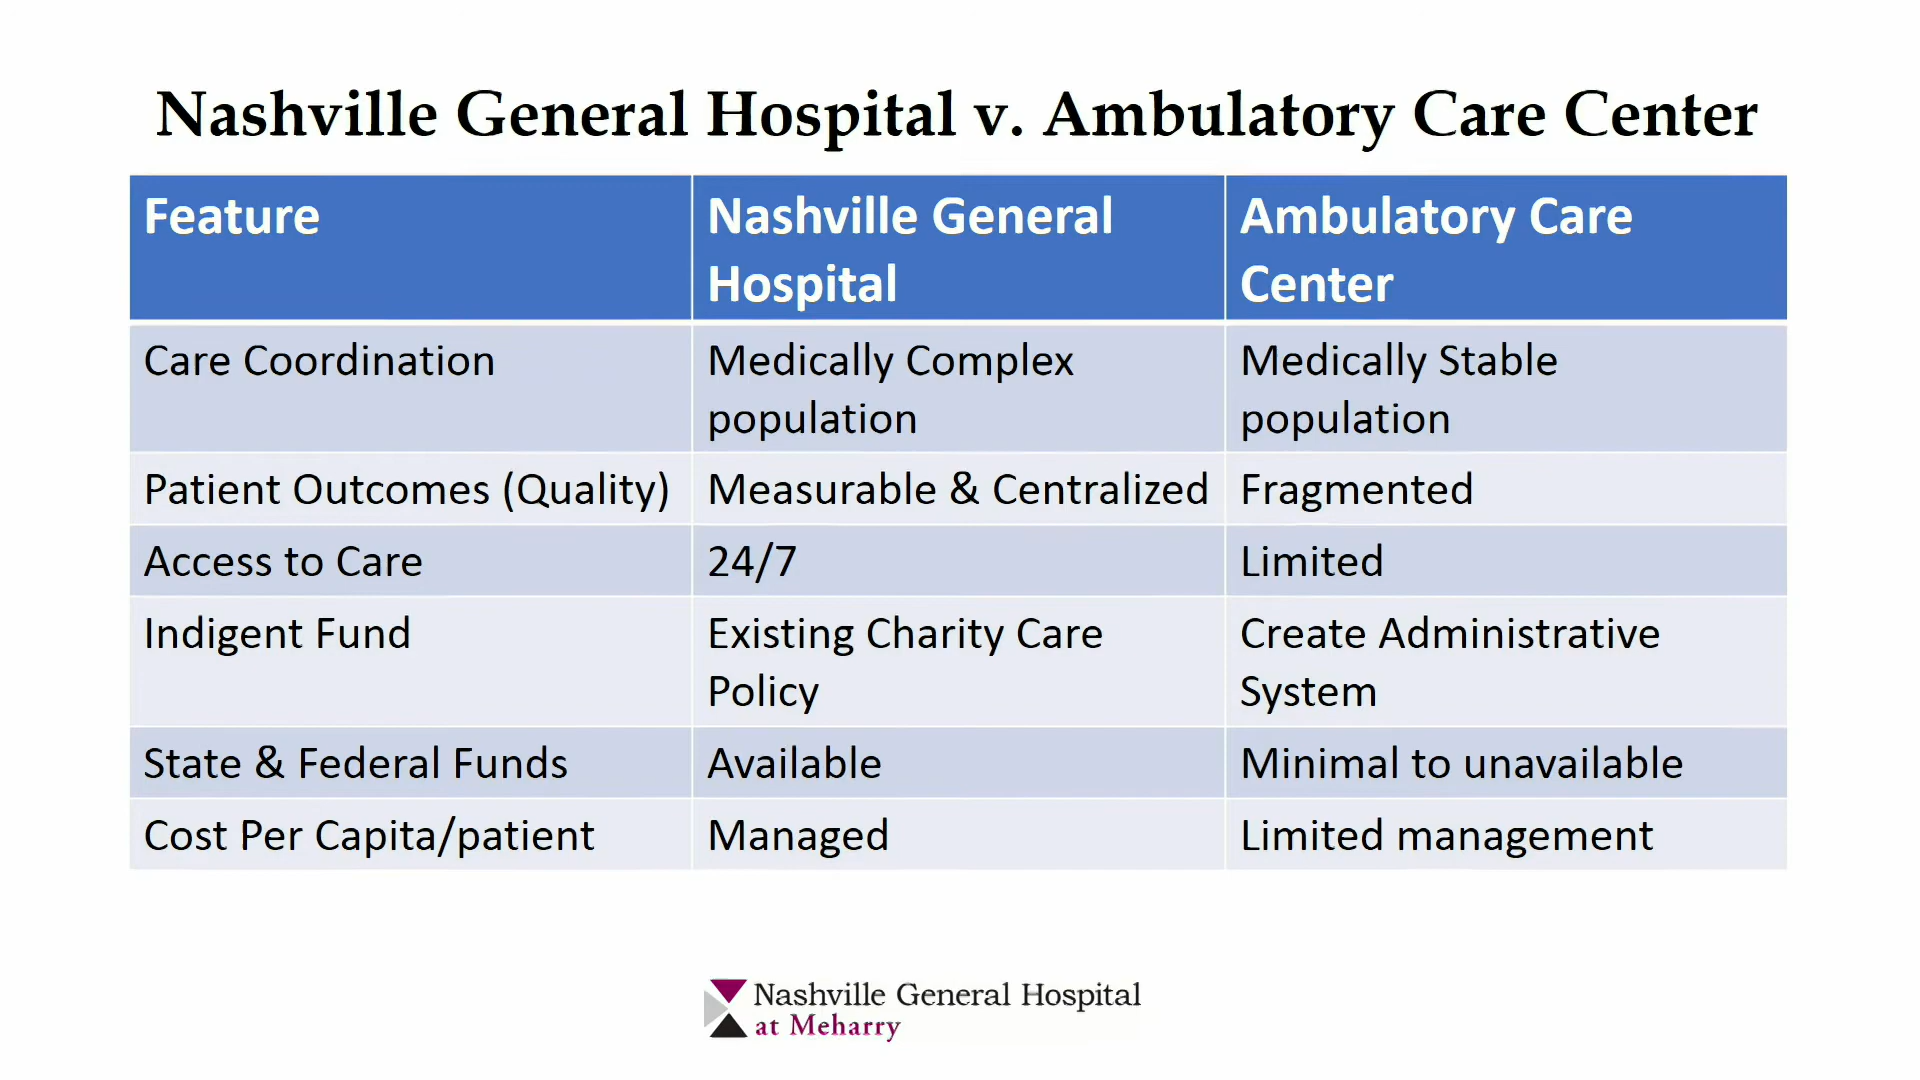 Nashville General Hospital v. Ambulatory Care Center
Feature
Nashville General
Hospital
Ambulatory Care
Center
Care Coordination
Medically Complex
population
Medically Stable
population
Patient Outcomes (Quality)
Measurable & Centralized
Fragmented
Access to Care
24/7
Limited
Indigent Fund
Existing Charity Care
Policy
Create Administrative
System
State & Federal Funds
Available
Minimal to unavailable
Cost Per Capita/patient
Managed
Limited management
Nashville General Hospital
at Meharry